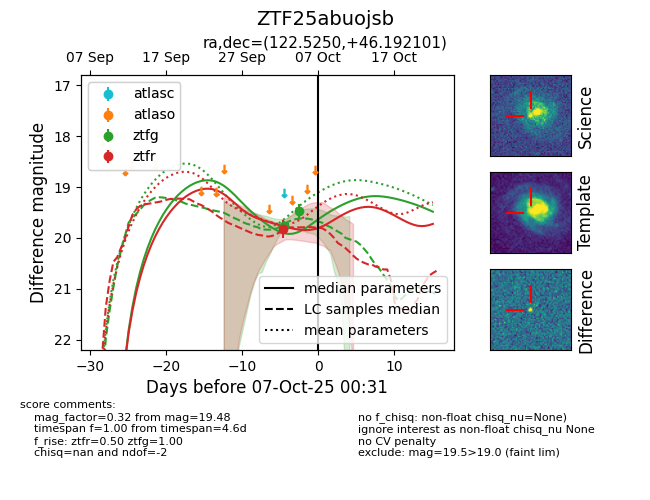 ZTF25abuojsb
ra,dec=(122.5250,+46.192101)
07 Sep 17 Sep 27 Sep 07 Oct 17 Oct
17
18
19
20
21
22
Difference magnitude
atlasc
atlaso
ztfg
ztfr
median parameters
LC samples median
mean parameters
−30 −20 −10 0 10
Days before 07-Oct-25 00:31
Science
Template
Difference
score comments:
mag_factor=0.32 from mag=19.48
timespan f=1.00 from timespan=4.6d
f_rise: ztfr=0.50 ztfg=1.00
chisq=nan and ndof=-2
no f_chisq: non-float chisq_nu=None)
ignore interest as non-float chisq_nu None
no CV penalty
exclude: mag=19.5>19.0 (faint lim)